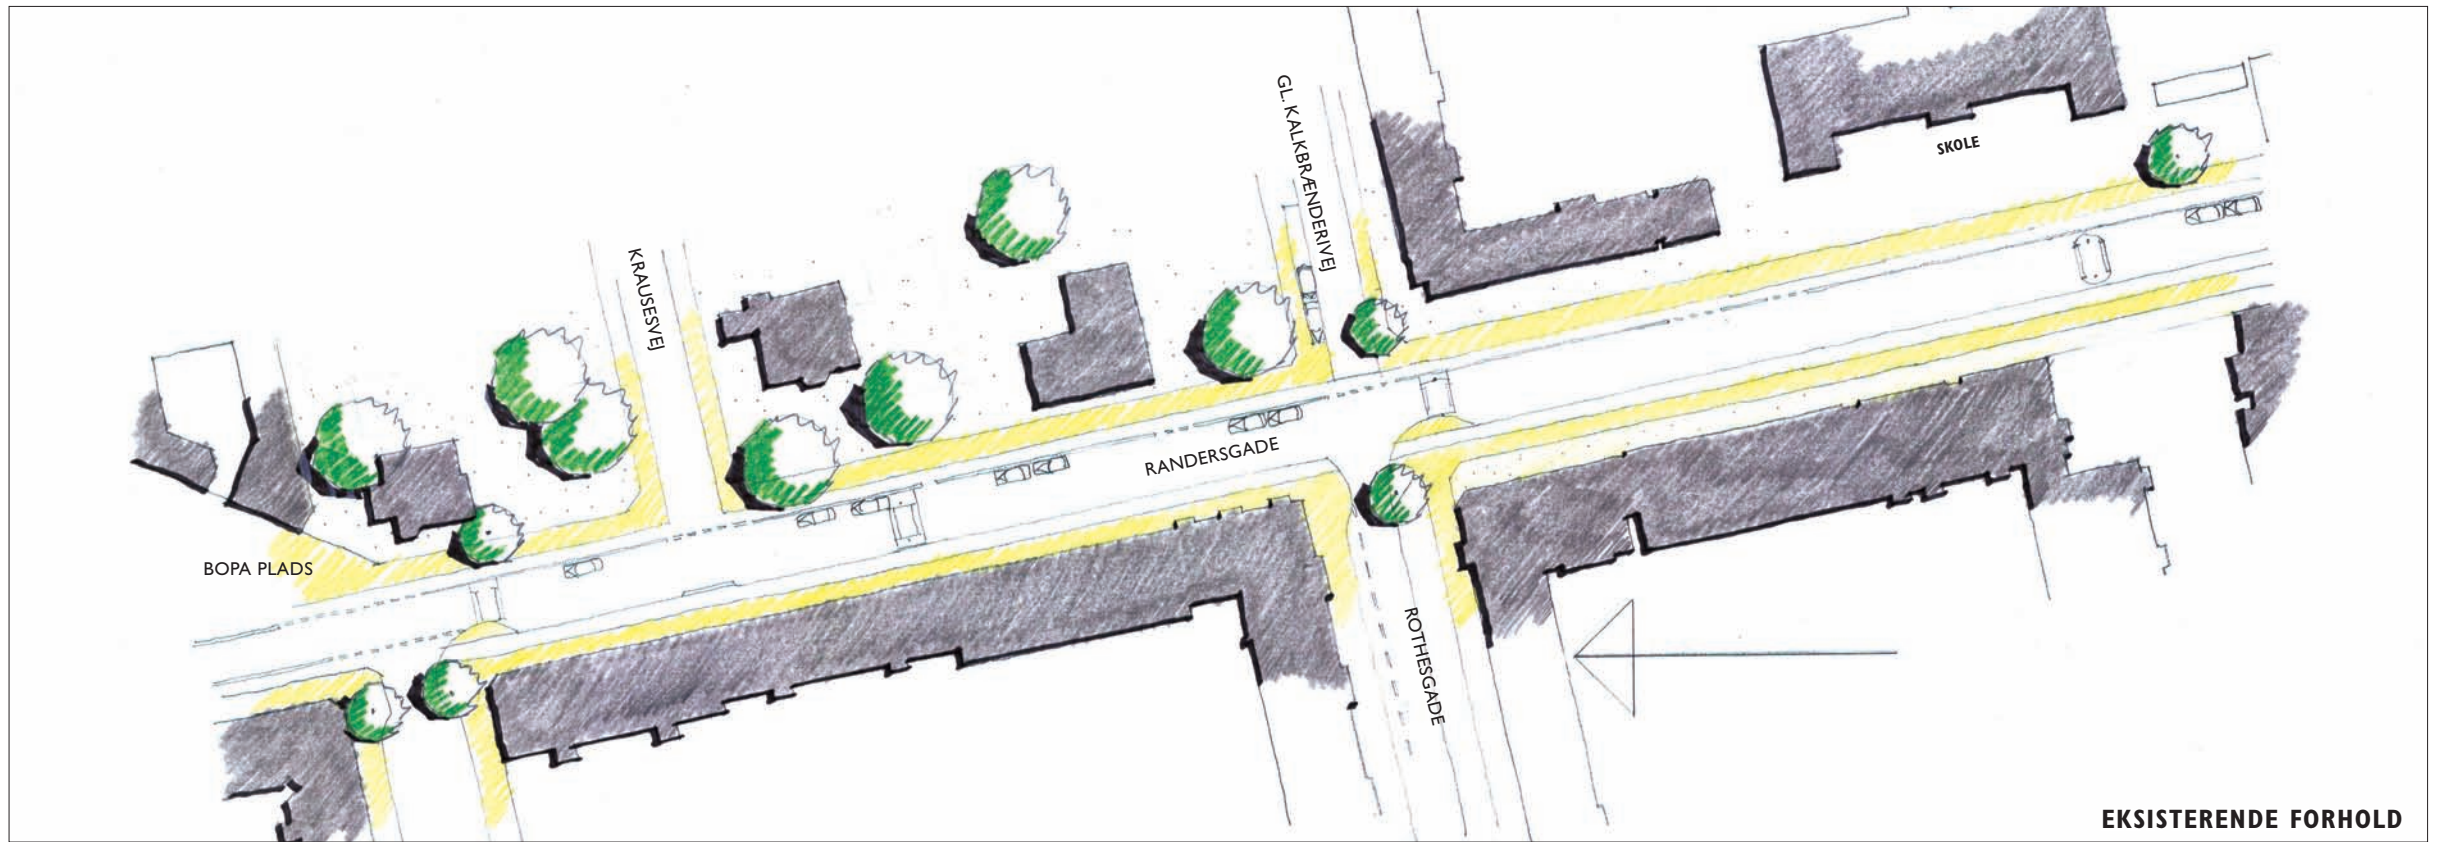 GL. KALKBRÆNDERIVEJ
SKOLE
KRAUSESVEJ
RANDERSGADE
BOPA PLADS
ROTHESGADE
EKSISTERENDE FORHOLD